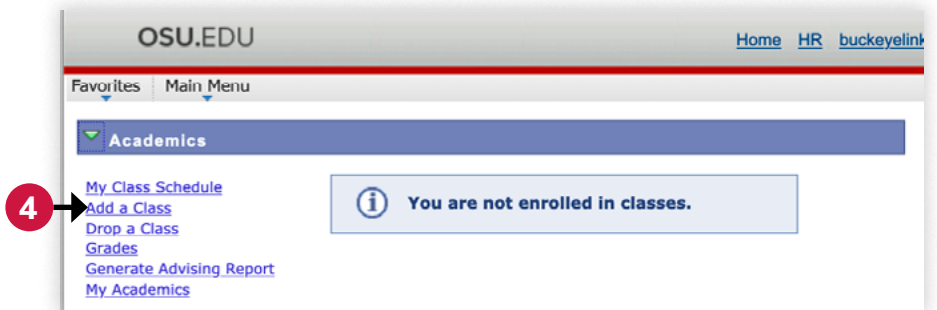 OSU.EDU
Home HR buckeyelink
Favorites Main Menu
Academics
My Class Schedule
4 Add a Class
Drop a Class
Grades
Generate Advising Report
My Academics
You are not enrolled in classes.